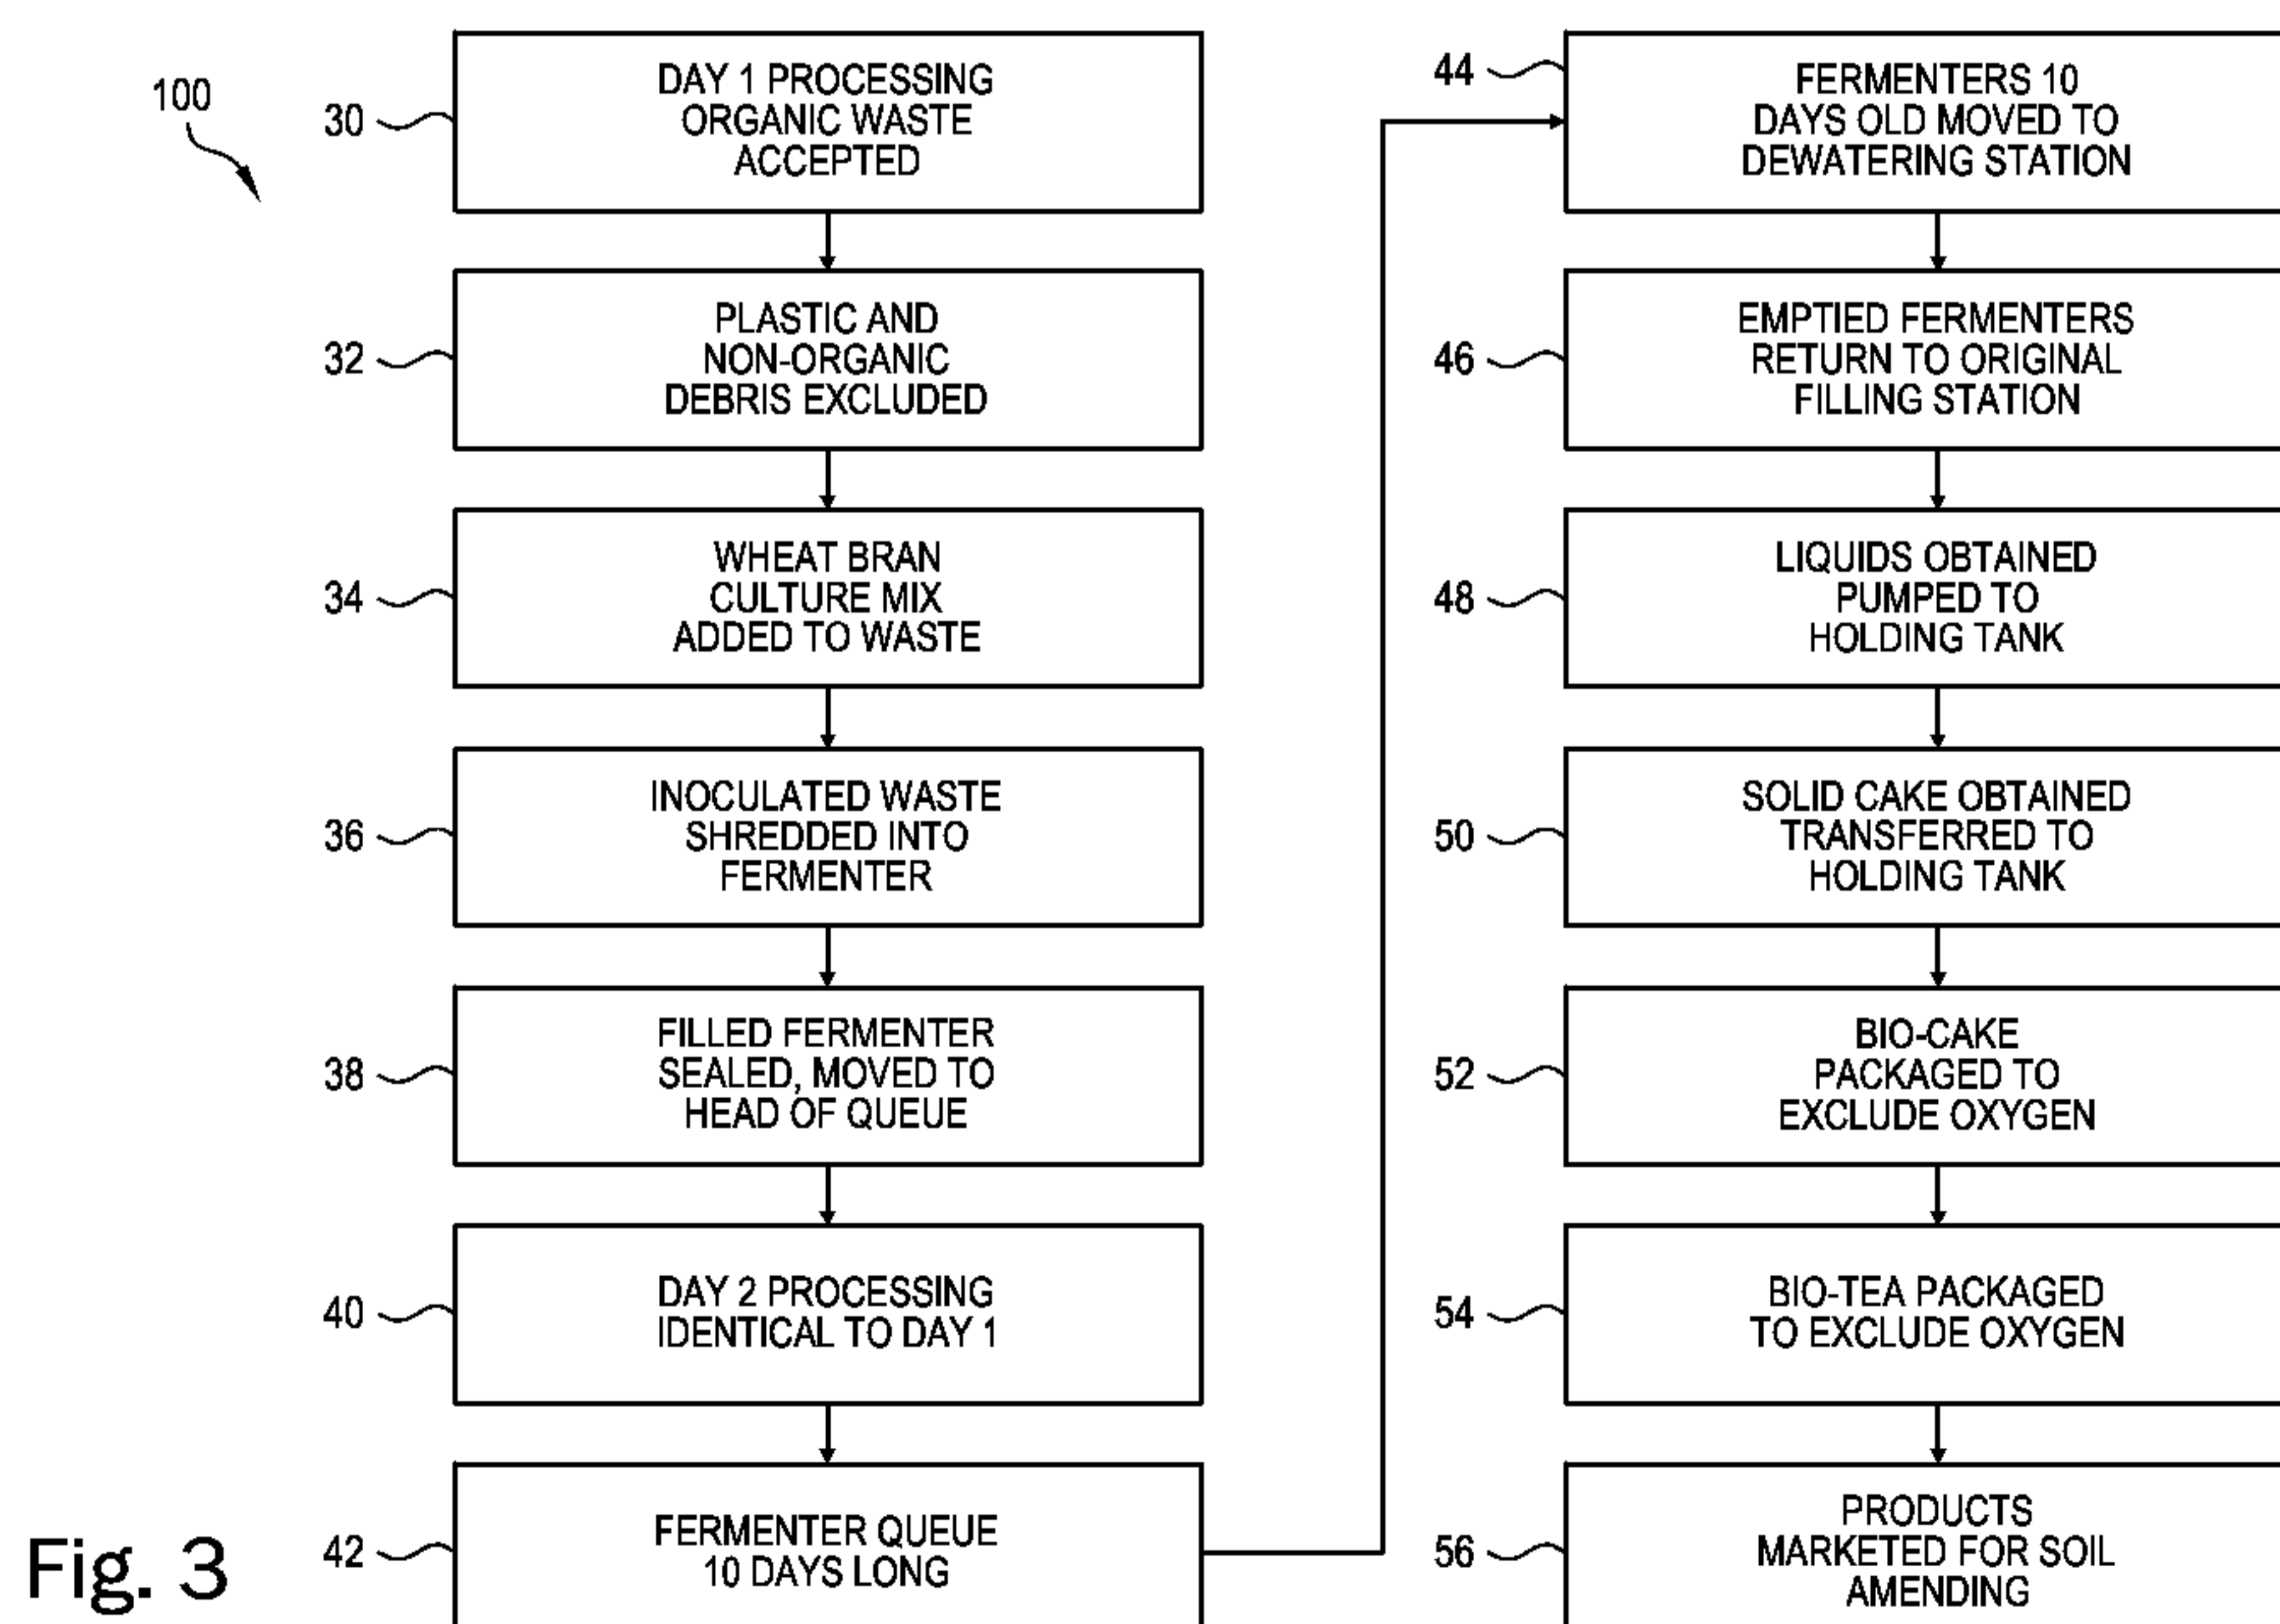 100
30
DAY 1 PROCESSING
ORGANIC WASTE
ACCEPTED
32
PLASTIC AND
NON-ORGANIC
DEBRIS EXCLUDED
34
WHEAT BRAN
CULTURE MIX
ADDED TO WASTE
36
INOCULATED WASTE
SHREDDED INTO
FERMENTER
38
FILLED FERMENTER
SEALED, MOVED TO
HEAD OF QUEUE
40
DAY 2 PROCESSING
IDENTICAL TO DAY 1
42
FERMENTER QUEUE
10 DAYS LONG
44
FERMENTERS 10
DAYS OLD MOVED TO
DEWATERING STATION
46
EMPTIED FERMENTERS
RETURN TO ORIGINAL
FILLING STATION
48
LIQUIDS OBTAINED
PUMPED TO
HOLDING TANK
50
SOLID CAKE OBTAINED
TRANSFERRED TO
HOLDING TANK
52
BIO-CAKE
PACKAGED TO
EXCLUDE OXYGEN
54
BIO-TEA PACKAGED
TO EXCLUDE OXYGEN
56
PRODUCTS
MARKETED FOR SOIL
AMENDING
Fig. 3